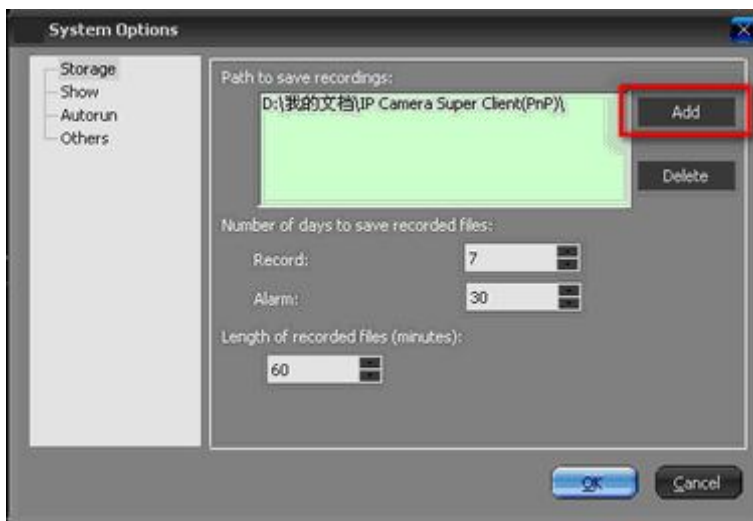 System Options
Storage
Show
Autorun
Others
Path to save recordings:
D:\我的文档\IP Camera Super Client(PnP)\
Add
Delete
Number of days to save recorded files:
Record:
7
Alarm:
30
Length of recorded files (minutes):
60
OK
Cancel